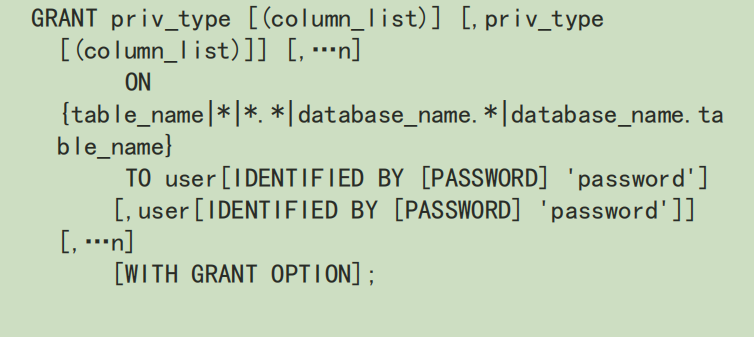 GRANT priv_type [(column_list)] [,priv_type
[(column_list)]] [,…n]
ON
{table_name|*|*.*|database_name.*|database_name.ta
ble_name}
TO user[IDENTIFIED BY [PASSWORD] 'password']
[,user[IDENTIFIED BY [PASSWORD] 'password']]
[,…n]
[WITH GRANT OPTION];